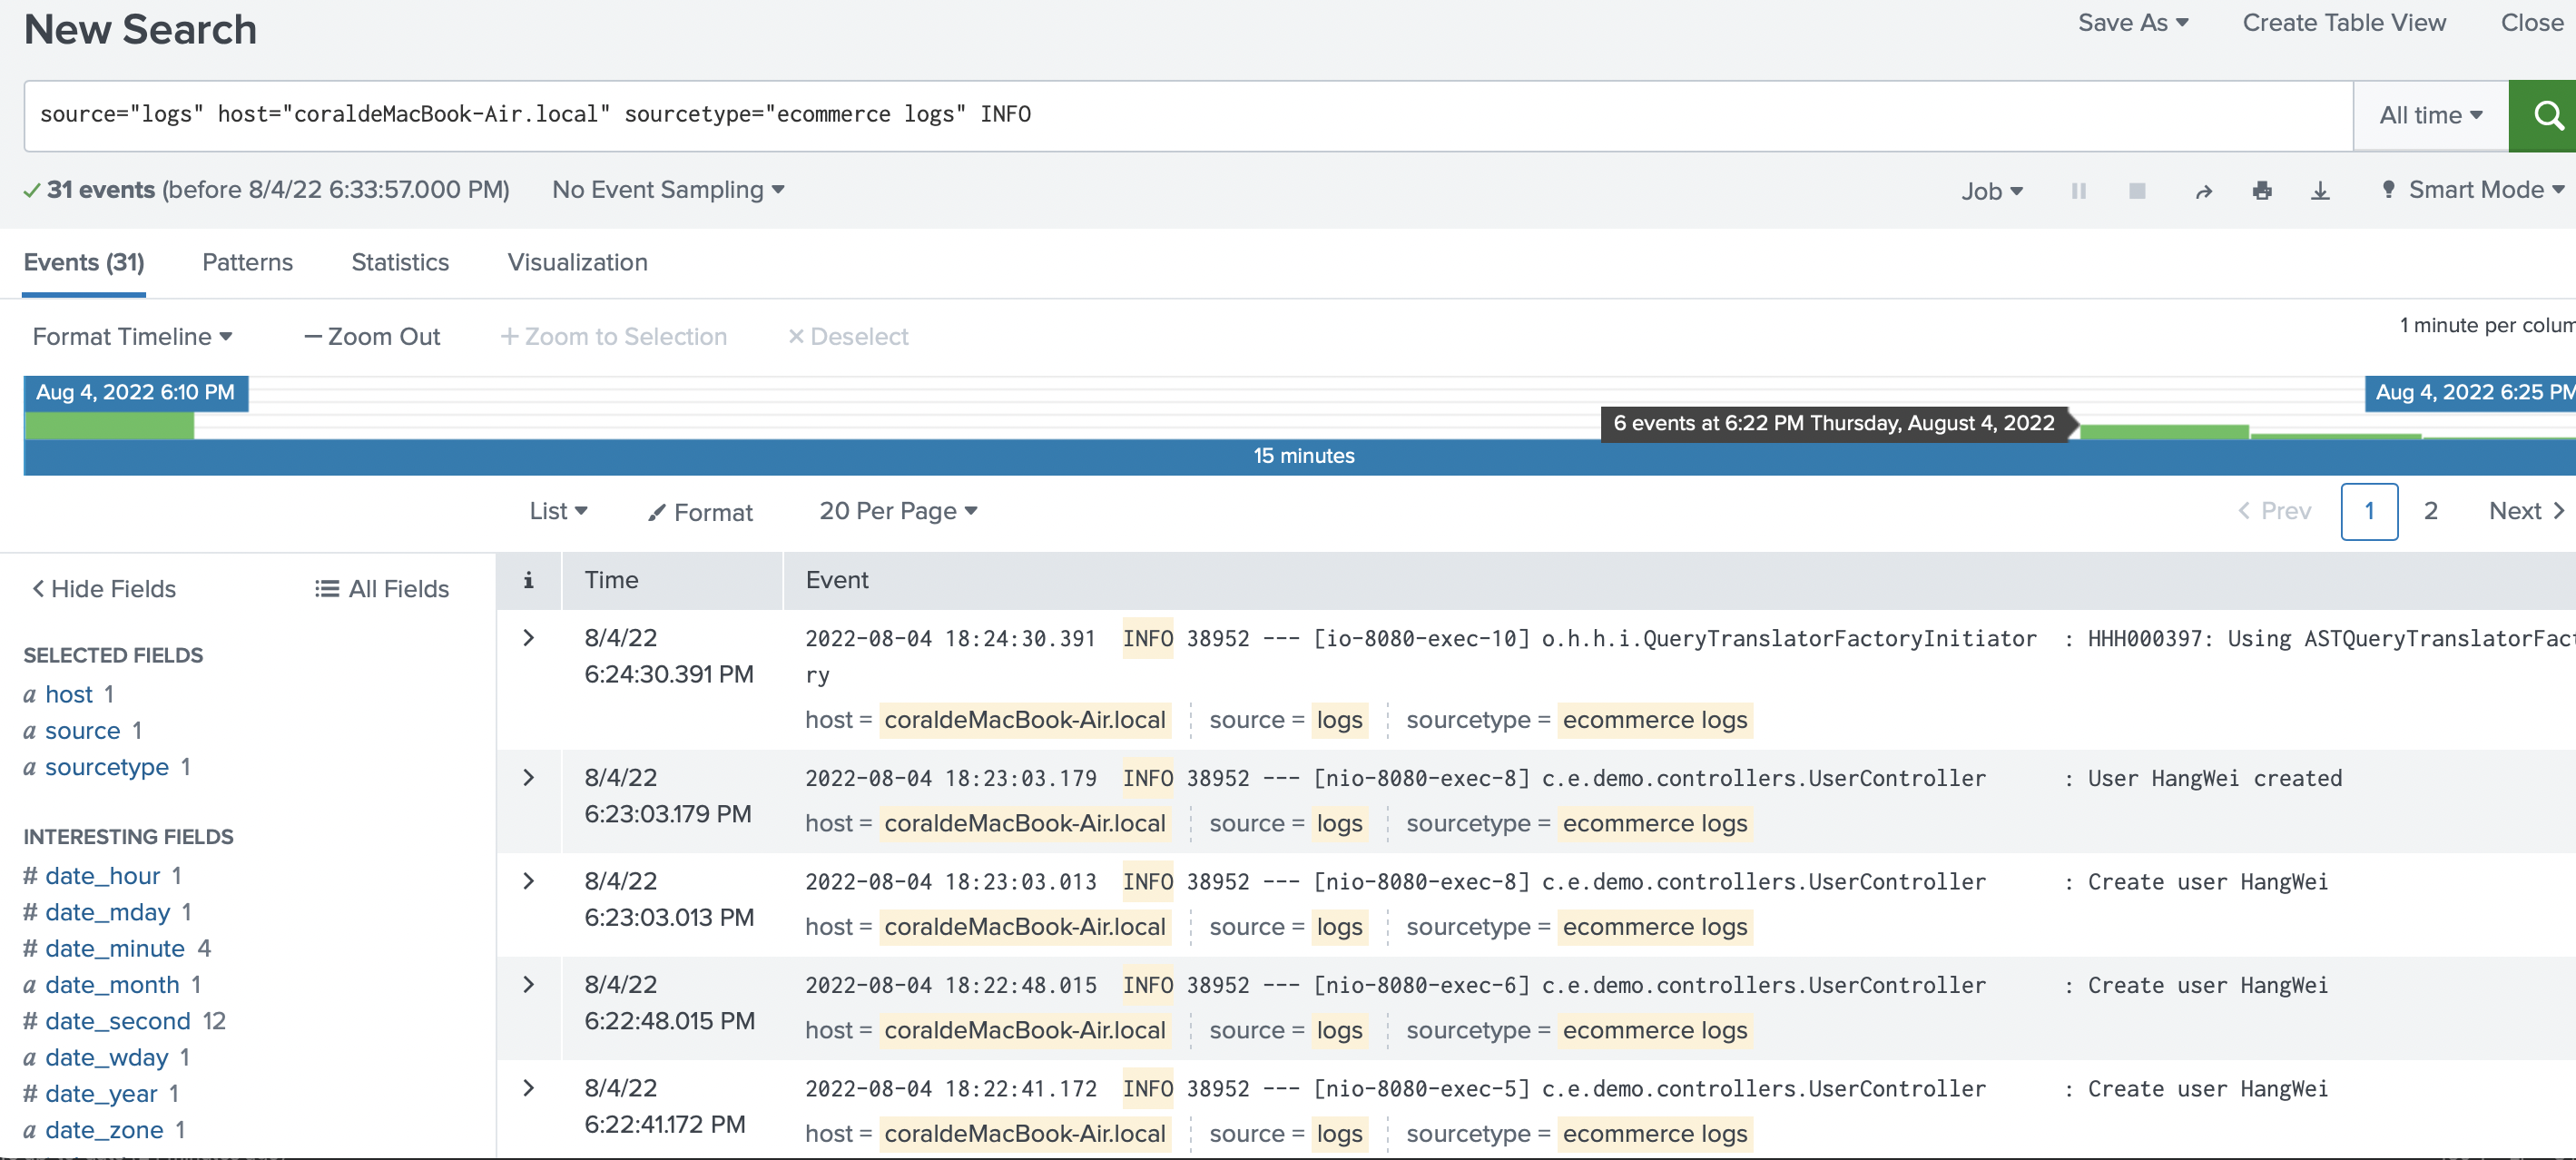 New Search
Save As Create Table View Close
source="logs" host="coraldeMacBook-Air.local" sourcetype="ecommerce logs" INFO
All time
31 events (before 8/4/22 6:33:57.000 PM) No Event Sampling
Job Smart Mode
Events (31) Patterns Statistics Visualization
Format Timeline — Zoom Out + Zoom to Selection × Deselect
1 minute per colum
Aug 4, 2022 6:10 PM
Aug 4, 2022 6:25 PM
6 events at 6:22 PM Thursday, August 4, 2022
15 minutes
List Format 20 Per Page
< Prev 1 2 Next >
< Hide Fields All Fields
SELECTED FIELDS
a host 1
a source 1
a sourcetype 1
INTERESTING FIELDS
# date_hour 1
# date_mday 1
# date_minute 4
a date_month 1
# date_second 12
a date_wday 1
# date_year 1
a date_zone 1
i Time Event
> 8/4/22
6:24:30.391 PM
2022-08-04 18:24:30.391 INFO 38952 --- [io-8080-exec-10] o.h.h.i.QueryTranslatorFactoryInitiator : HHH000397: Using ASTQueryTranslatorFact
ry
host = coraldeMacBook-Air.local source = logs sourcetype = ecommerce logs
> 8/4/22
6:23:03.179 PM
2022-08-04 18:23:03.179 INFO 38952 --- [nio-8080-exec-8] c.e.demo.controllers.UserController : User HangWei created
host = coraldeMacBook-Air.local source = logs sourcetype = ecommerce logs
> 8/4/22
6:23:03.013 PM
2022-08-04 18:23:03.013 INFO 38952 --- [nio-8080-exec-8] c.e.demo.controllers.UserController : Create user HangWei
host = coraldeMacBook-Air.local source = logs sourcetype = ecommerce logs
> 8/4/22
6:22:48.015 PM
2022-08-04 18:22:48.015 INFO 38952 --- [nio-8080-exec-6] c.e.demo.controllers.UserController : Create user HangWei
host = coraldeMacBook-Air.local source = logs sourcetype = ecommerce logs
> 8/4/22
6:22:41.172 PM
2022-08-04 18:22:41.172 INFO 38952 --- [nio-8080-exec-5] c.e.demo.controllers.UserController : Create user HangWei
host = coraldeMacBook-Air.local source = logs sourcetype = ecommerce logs